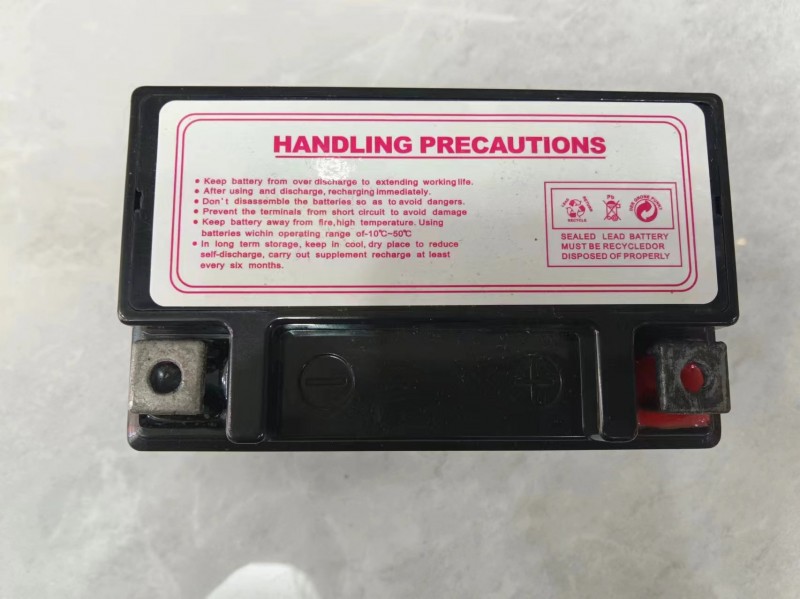 HANDLING PRECAUTIONS
• Keep battery from over discharge to extending working life.
• After using and discharge, recharging immediately.
• Don't disassemble the batteries so as to avoid dangers.
• Prevent the terminals from short circuit to avoid damage
• Keep battery away from fire, high temperature. Using
batteries wichin operating range of-10℃~50℃
• In long term storage, keep in cool, dry place to reduce
self-discharge, carry out supplement recharge at least
every six months.
Pb
RECYCLE
SEALED LEAD BATTERY
MUST BE RECYCLEDOR
DISPOSED OF PROPERLY
- +